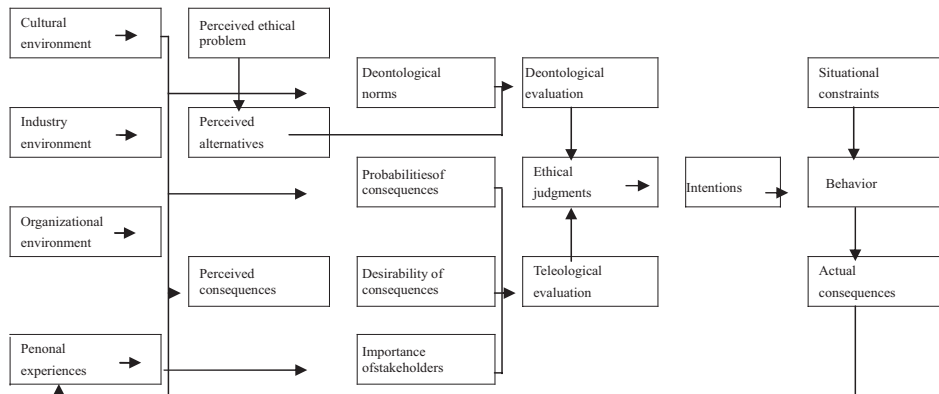 Cultural
environment
Perceived ethical
problem
Deontological
norms
Deontological
evaluation
Situational
constraints
Industry
environment
Perceived
alternatives
Probabilitiesof
consequences
Ethical
judgments
Intentions
Behavior
Organizational
environment
Perceived
consequences
Desirability of
consequences
Teleological
evaluation
Actual
consequences
Penonal
experiences
Importance
ofstakeholders